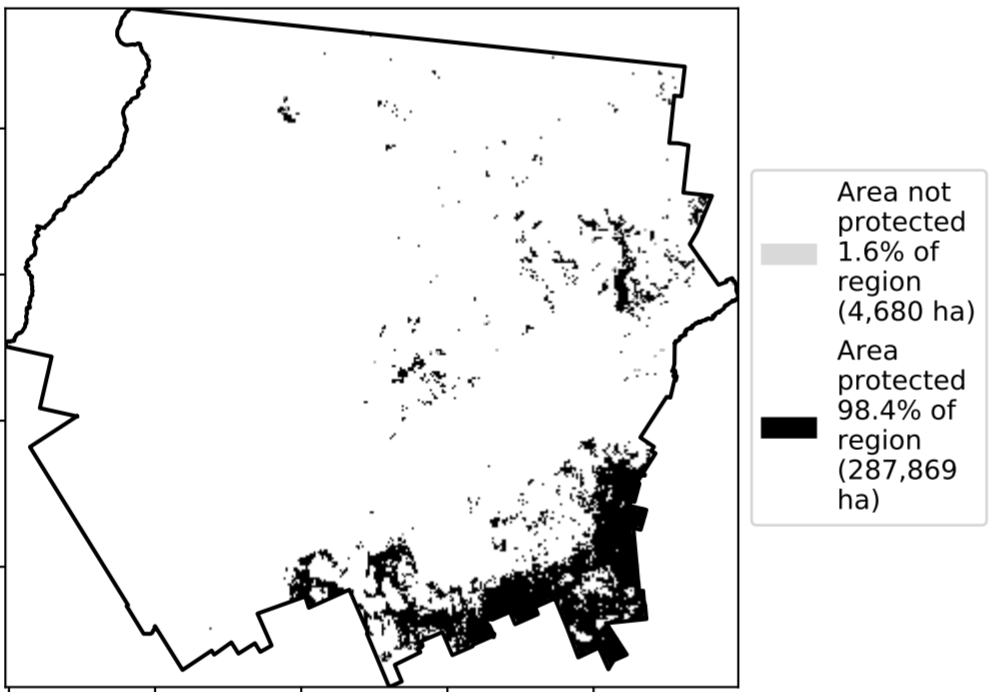 Area not
protected
1.6% of
region
(4,680 ha)
Area
protected
98.4% of
region
(287,869
ha)